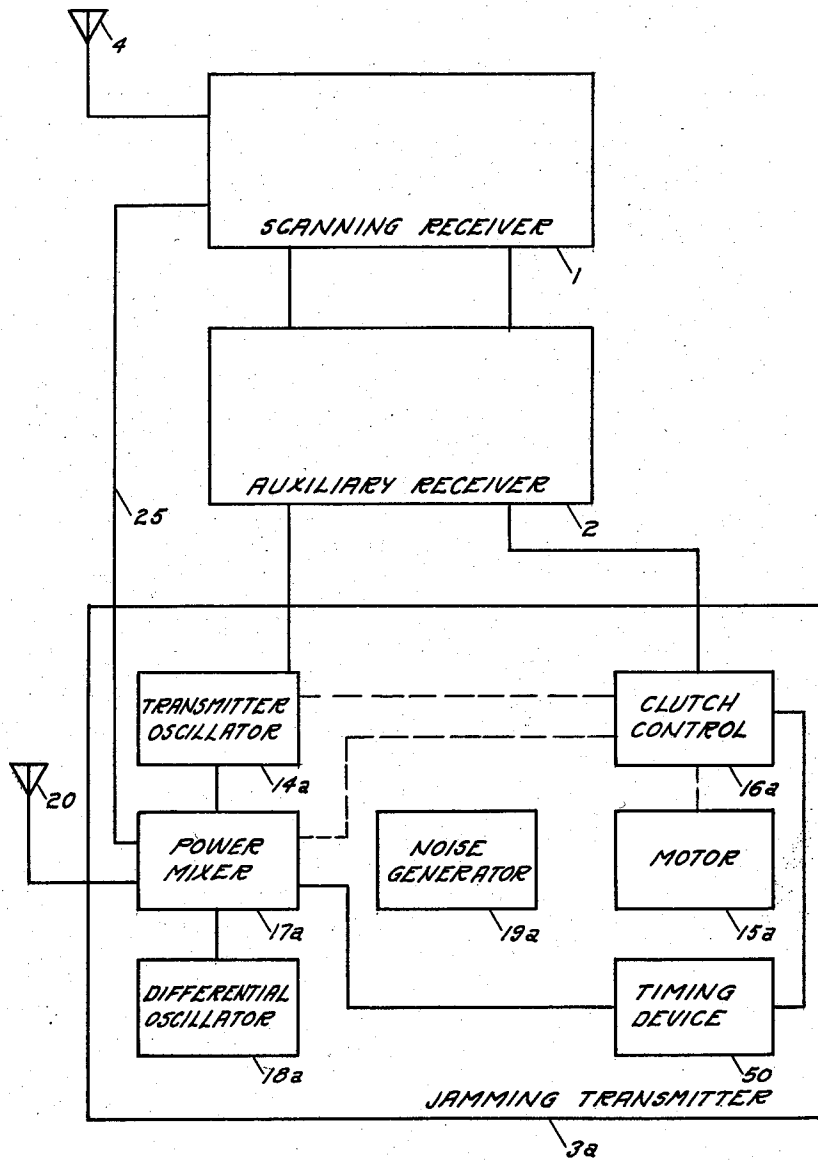 4
SCANNING RECEIVER
1
AUXILIARY RECEIVER
2
25
TRANSMITTER
OSCILLATOR
14a
CLUTCH
CONTROL
16a
20
POWER
MIXER
17a
NOISE
GENERATOR
19a
MOTOR
15a
DIFFERENTIAL
OSCILLATOR
18a
TIMING
DEVICE
50
JAMMING TRANSMITTER
3a